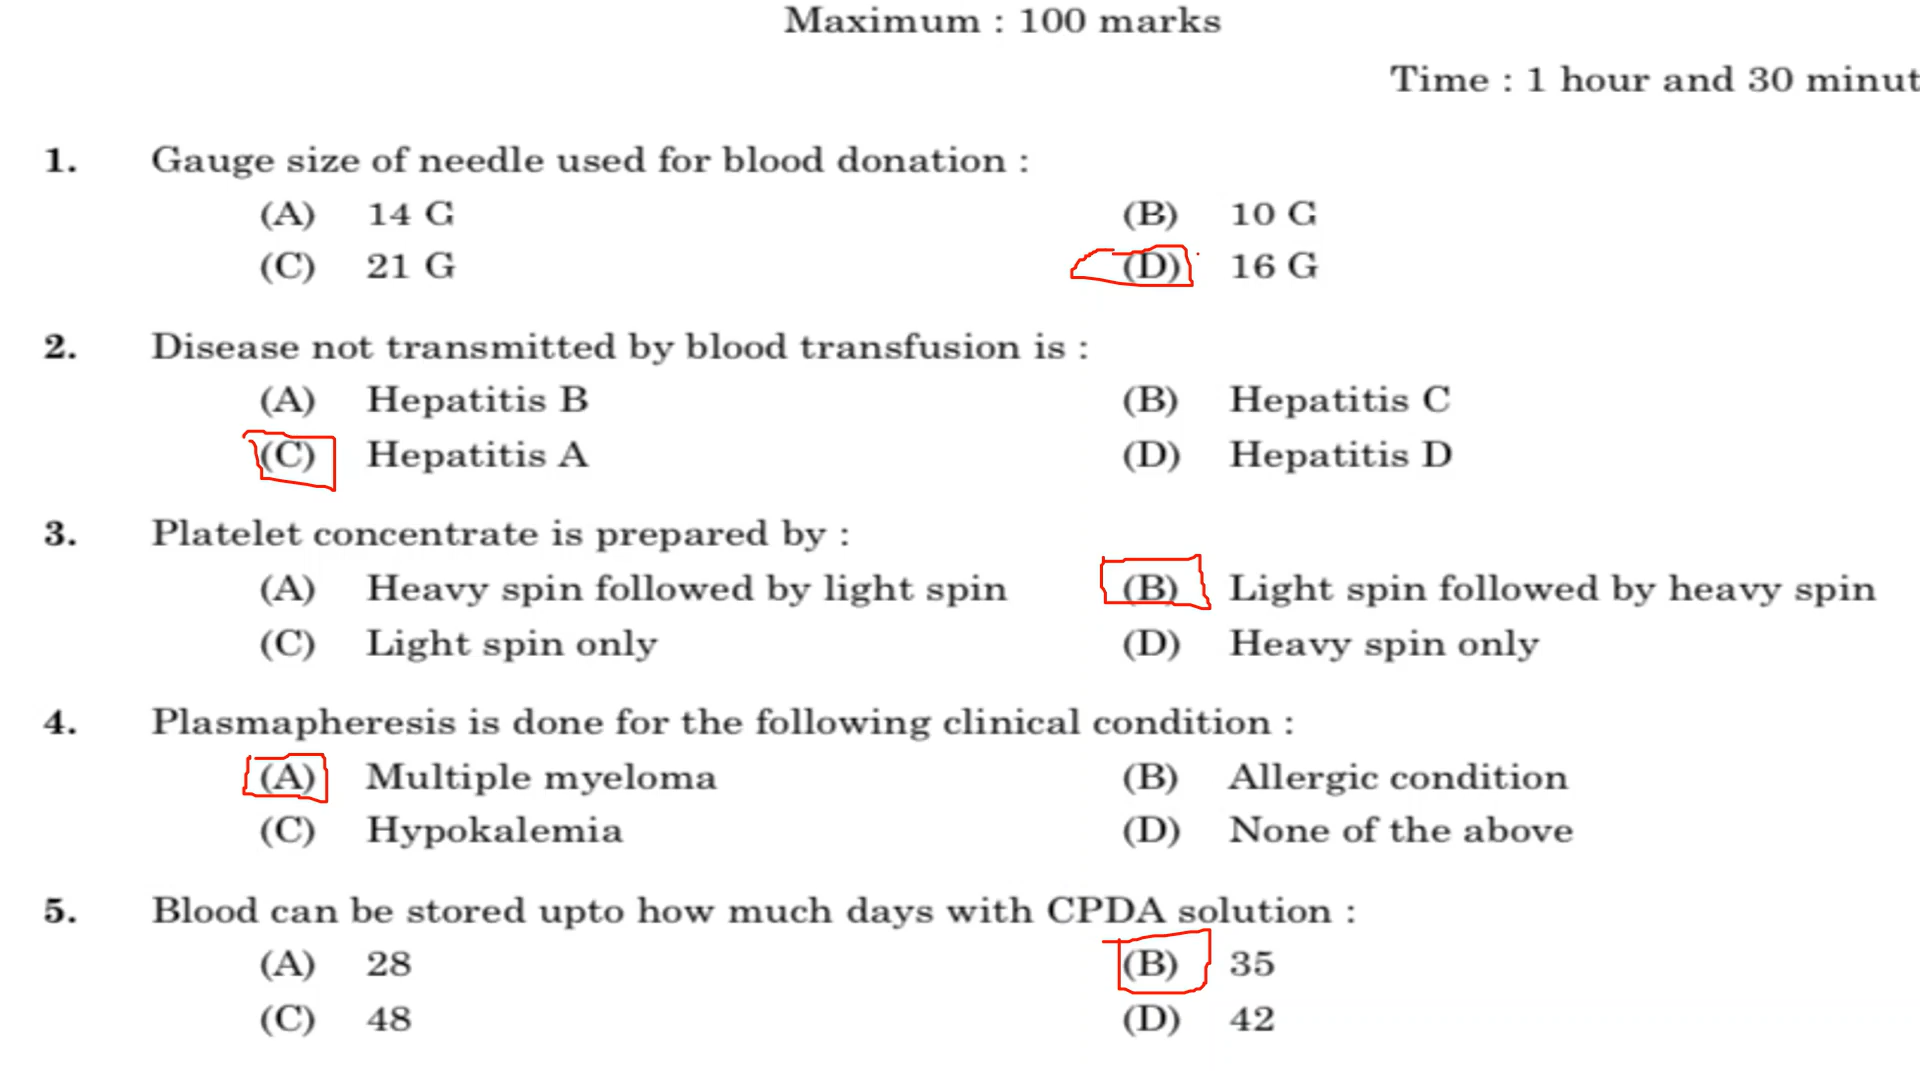 Maximum : 100 marks
Time : 1 hour and 30 minut
1. Gauge size of needle used for blood donation :
(A) 14 G (B) 10 G
(C) 21 G (D) 16 G
2. Disease not transmitted by blood transfusion is :
(A) Hepatitis B (B) Hepatitis C
(C) Hepatitis A (D) Hepatitis D
3. Platelet concentrate is prepared by :
(A) Heavy spin followed by light spin (B) Light spin followed by heavy spin
(C) Light spin only (D) Heavy spin only
4. Plasmapheresis is done for the following clinical condition :
(A) Multiple myeloma (B) Allergic condition
(C) Hypokalemia (D) None of the above
5. Blood can be stored upto how much days with CPDA solution :
(A) 28 (B) 35
(C) 48 (D) 42